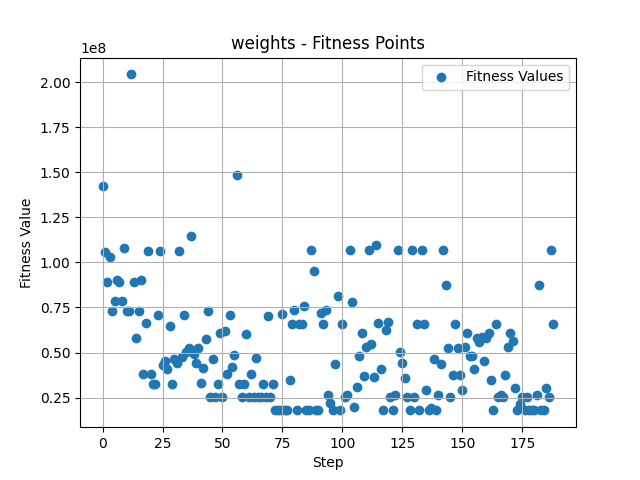 weights - Fitness Points
1e8
Fitness Values
2.00
1.75
1.50
1.25
1.00
0.75
0.50
0.25
Fitness Value
0 25 50 75 100 125 150 175
Step